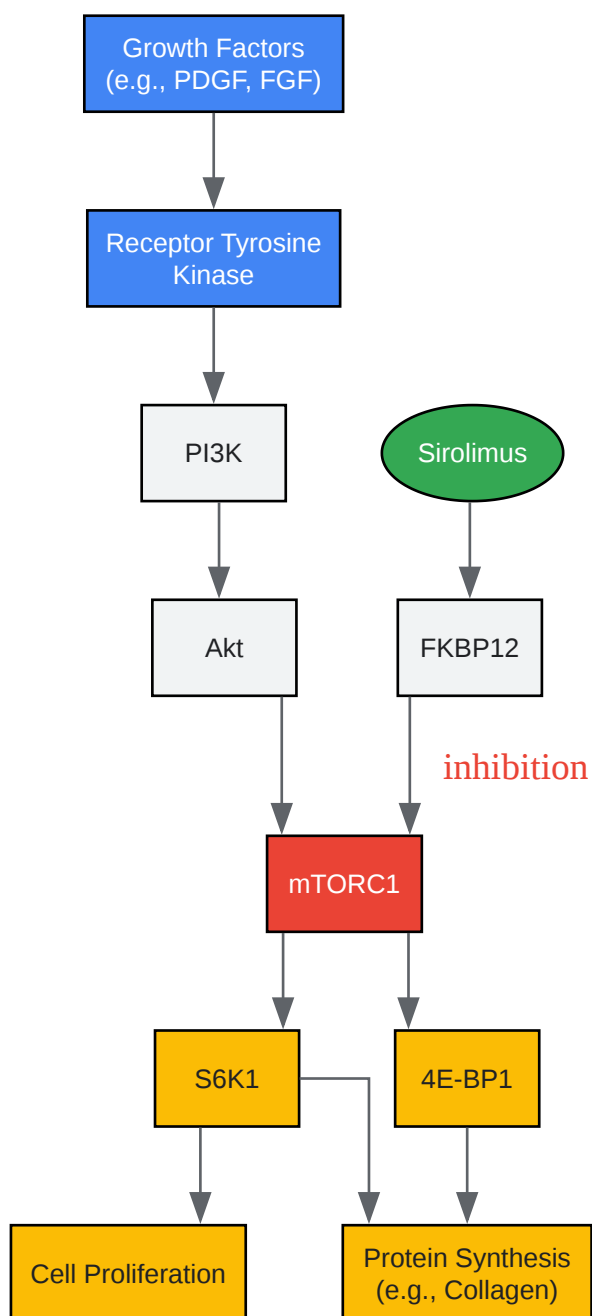 Growth Factors
(e.g., PDGF, FGF)
Receptor Tyrosine
Kinase
PI3K
Sirolimus
Akt
FKBP12
inhibition
mTORC1
S6K1
4E-BP1
Cell Proliferation
Protein Synthesis
(e.g., Collagen)